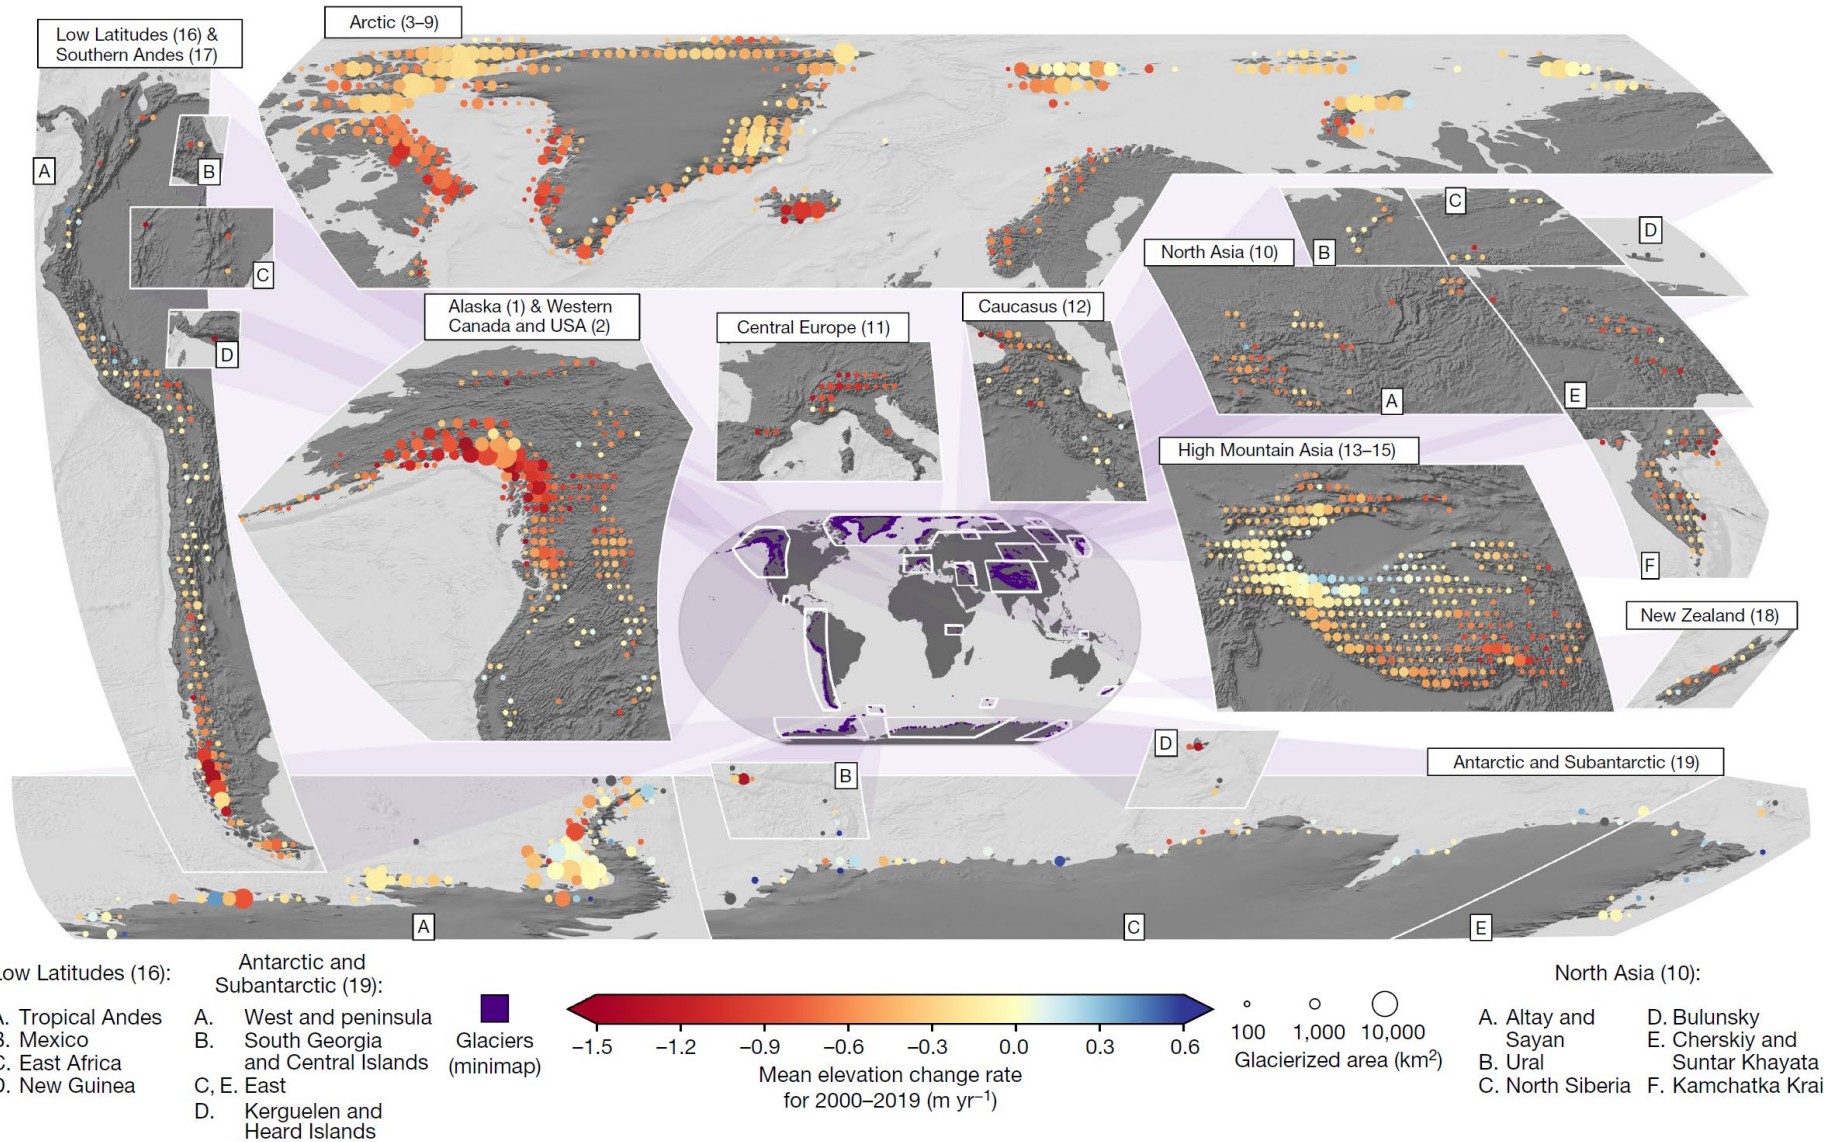 Low Latitudes (16) &
Southern Andes (17)
Arctic (3–9)
A
B
C
D
Alaska (1) & Western
Canada and USA (2)
Central Europe (11)
Caucasus (12)
North Asia (10)
B
C
D
A
E
F
High Mountain Asia (13–15)
New Zealand (18)
Antarctic and Subantarctic (19)
A
B
C
D
E
Low Latitudes (16):
A. Tropical Andes
B. Mexico
C. East Africa
D. New Guinea
Antarctic and
Subantarctic (19):
A. West and peninsula
B. South Georgia
and Central Islands
C, E. East
D. Kerguelen and
Heard Islands
Glaciers
(minimap)
−1.5 −1.2 −0.9 −0.6 −0.3 0.0 0.3 0.6
Mean elevation change rate
for 2000–2019 (m yr⁻¹)
100 1,000 10,000
Glacierized area (km²)
North Asia (10):
A. Altay and
Sayan
B. Ural
C. North Siberia
D. Bulunsky
E. Cherskiy and
Suntar Khayata
F. Kamchatka Krai